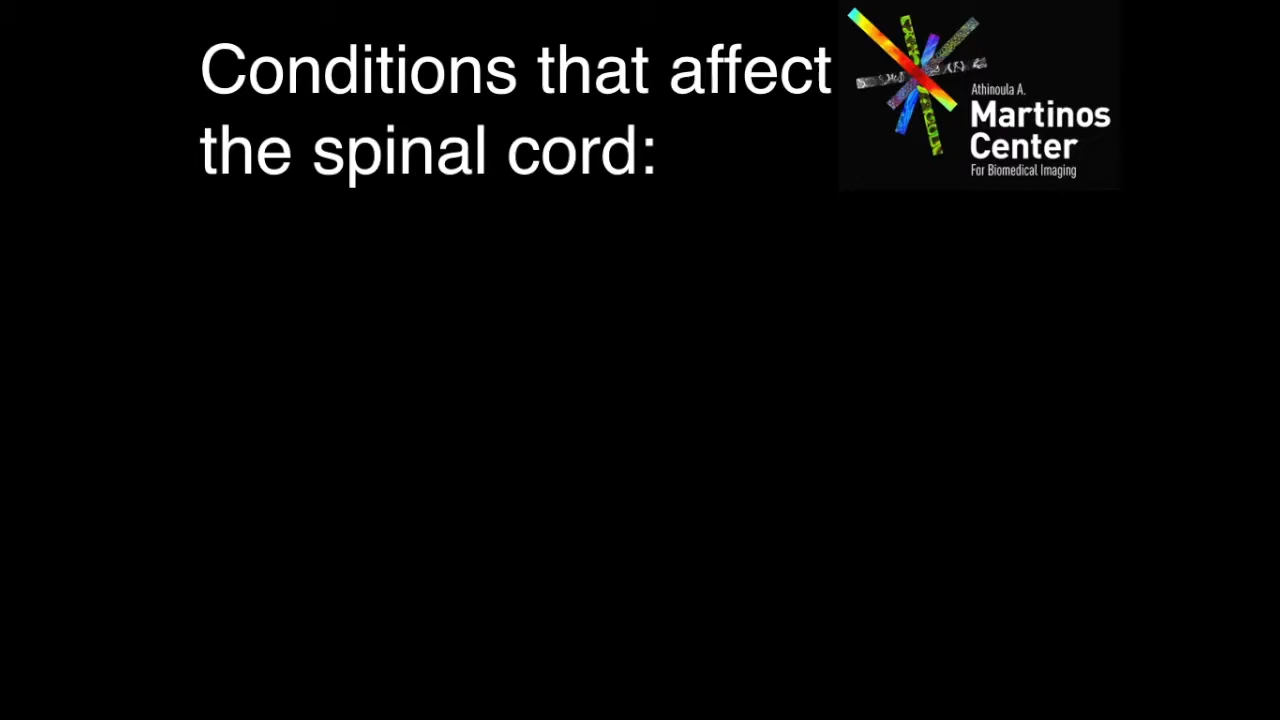 Conditions that affect
the spinal cord:
Athinoula A.
Martinos
Center
For Biomedical Imaging